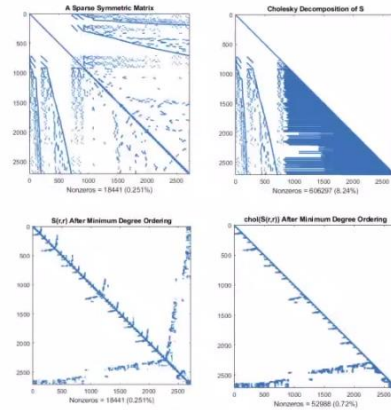 A Sparse Symmetric Matrix
0
500
1000
1500
2000
2500
0 500 1000 1500 2000 2500
Nonzeros = 18441 (0.251%)
Cholesky Decomposition of S
0
500
1000
1500
2000
2500
0 500 1000 1500 2000 2500
Nonzeros = 606297 (8.24%)
S(r,r) After Minimum Degree Ordering
0
500
1000
1500
2000
2500
0 500 1000 1500 2000 2500
Nonzeros = 18441 (0.251%)
chol(S(r,r)) After Minimum Degree Ordering
0
500
1000
1500
2000
2500
0 500 1000 1500 2000 2500
Nonzeros = 52988 (0.72%)